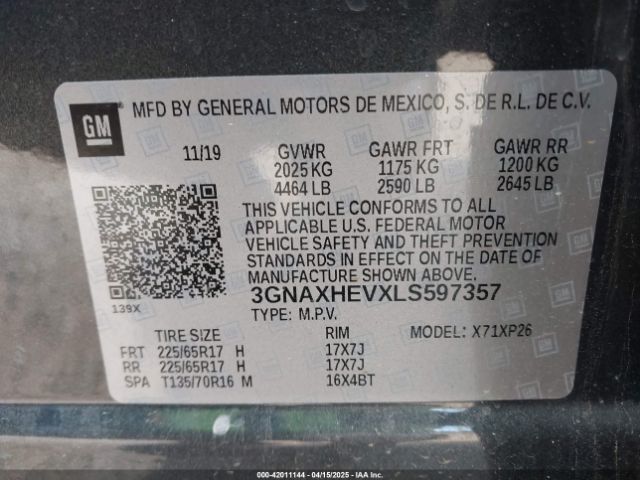 GM
MFD BY GENERAL MOTORS DE MEXICO, S. DE R.L. DE C.V.
11/19 GVWR GAWR FRT GAWR RR
2025 KG 1175 KG 1200 KG
4464 LB 2590 LB 2645 LB
THIS VEHICLE CONFORMS TO ALL
APPLICABLE U.S. FEDERAL MOTOR
VEHICLE SAFETY AND THEFT PREVENTION
STANDARDS IN EFFECT ON THE DATE OF
MANUFACTURE SHOWN ABOVE.
3GNAXHEVXLS597357
139X TYPE: M.P.V.
TIRE SIZE RIM MODEL: X71XP26
FRT 225/65R17 H 17X7J
RR 225/65R17 H 17X7J
SPA T135/70R16 M 16X4BT
000-42011144 - 04/15/2025 - IAA Inc.